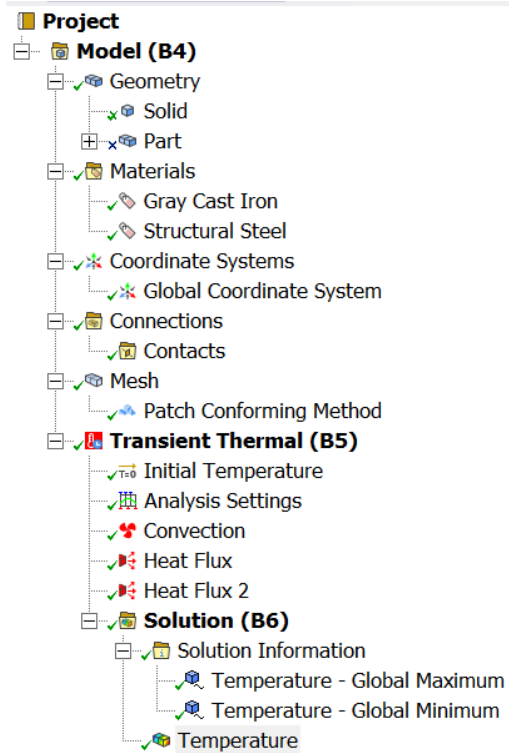 Project
Model (B4)
Geometry
Solid
Part
Materials
Gray Cast Iron
Structural Steel
Coordinate Systems
Global Coordinate System
Connections
Contacts
Mesh
Patch Conforming Method
Transient Thermal (B5)
T=0 Initial Temperature
Analysis Settings
Convection
Heat Flux
Heat Flux 2
Solution (B6)
Solution Information
Temperature - Global Maximum
Temperature - Global Minimum
Temperature